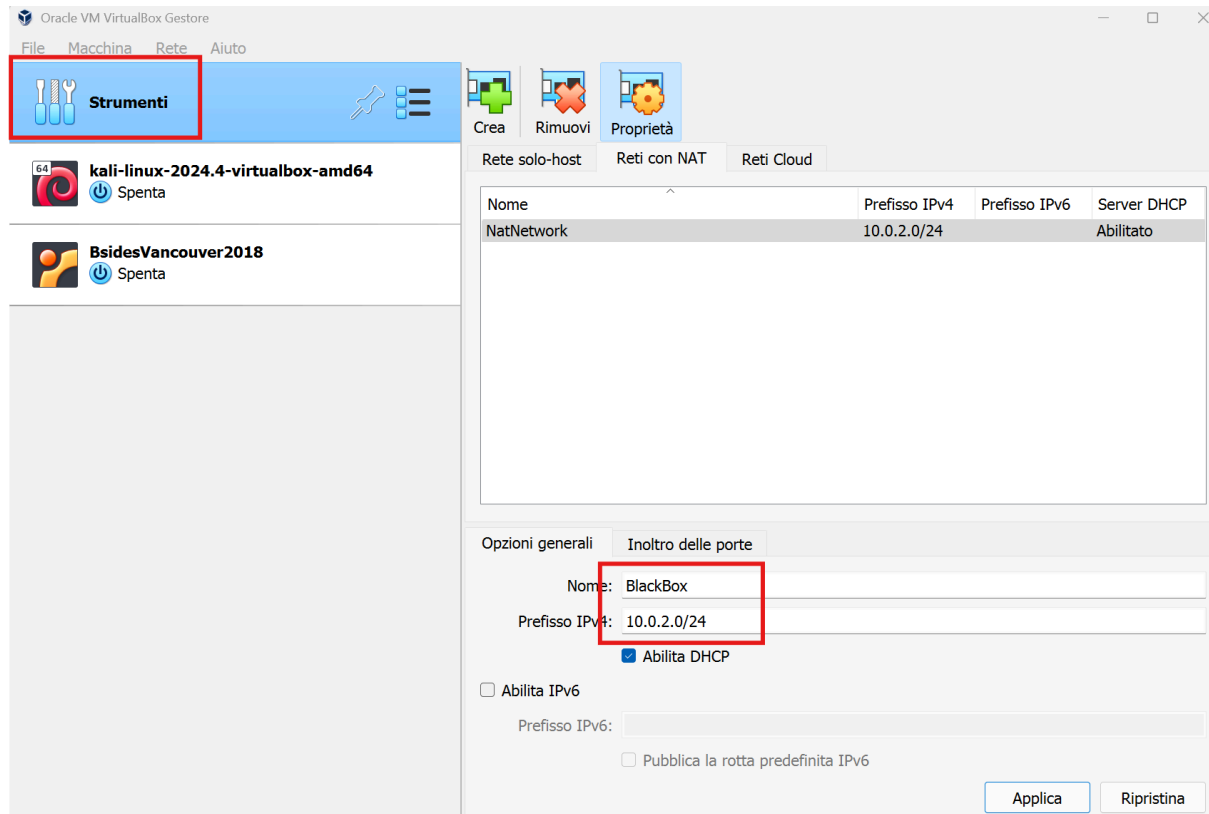 Oracle VM VirtualBox Gestore
File Macchina Rete Aiuto
Strumenti
Crea Rimuovi Proprietà
Rete solo-host Reti con NAT Reti Cloud
64
kali-linux-2024.4-virtualbox-amd64
Spenta
Nome Prefisso IPv4 Prefisso IPv6 Server DHCP
NatNetwork 10.0.2.0/24 Abilitato
BsidesVancouver2018
Spenta
Opzioni generali Inoltro delle porte
Nome: BlackBox
Prefisso IPv4: 10.0.2.0/24
Abilita DHCP
Abilita IPv6
Prefisso IPv6:
Pubblica la rotta predefinita IPv6
Applica Ripristina